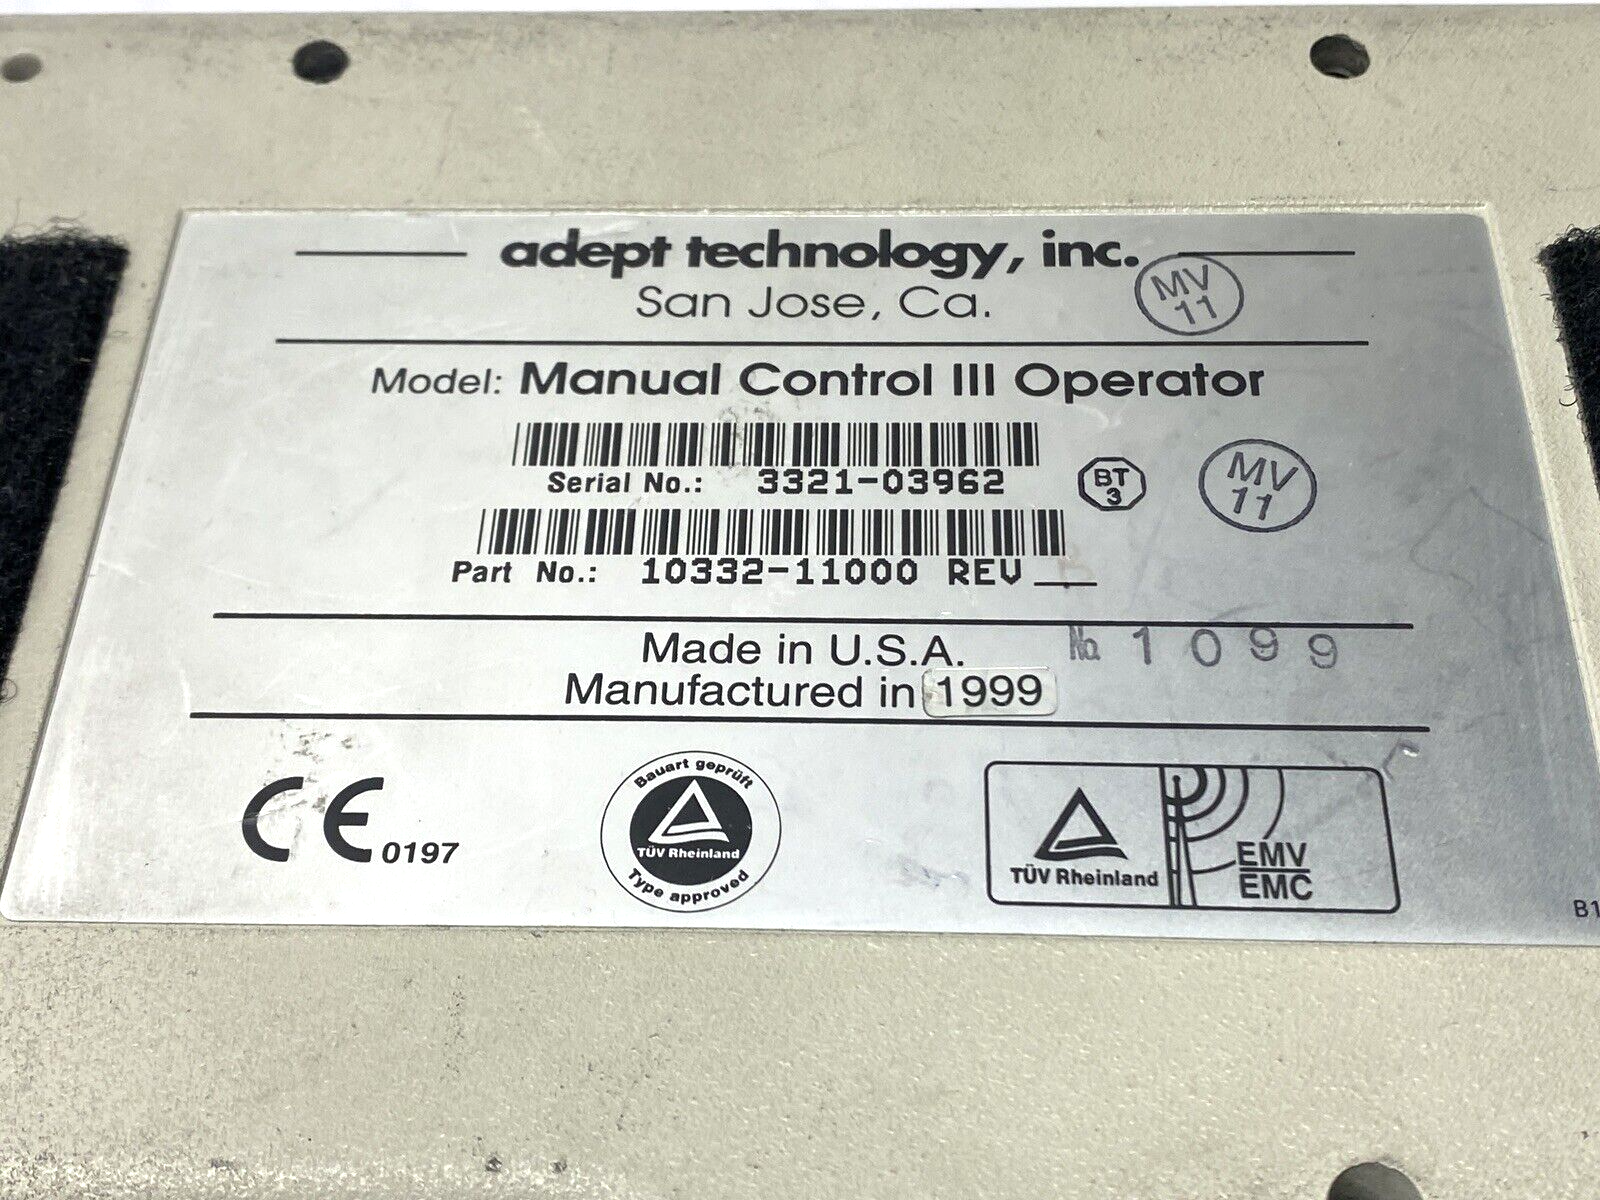 adept technology, inc.
San Jose, Ca.
MV
11
Model: Manual Control III Operator
Serial No.: 3321-03962
BT
3
MV
11
Part No.: 10332-11000 REV
Made in U.S.A.
No. 1099
Manufactured in 1999
CE 0197
Bauart geprüft
TÜV Rheinland
Type approved
TÜV Rheinland
EMV
EMC
B1